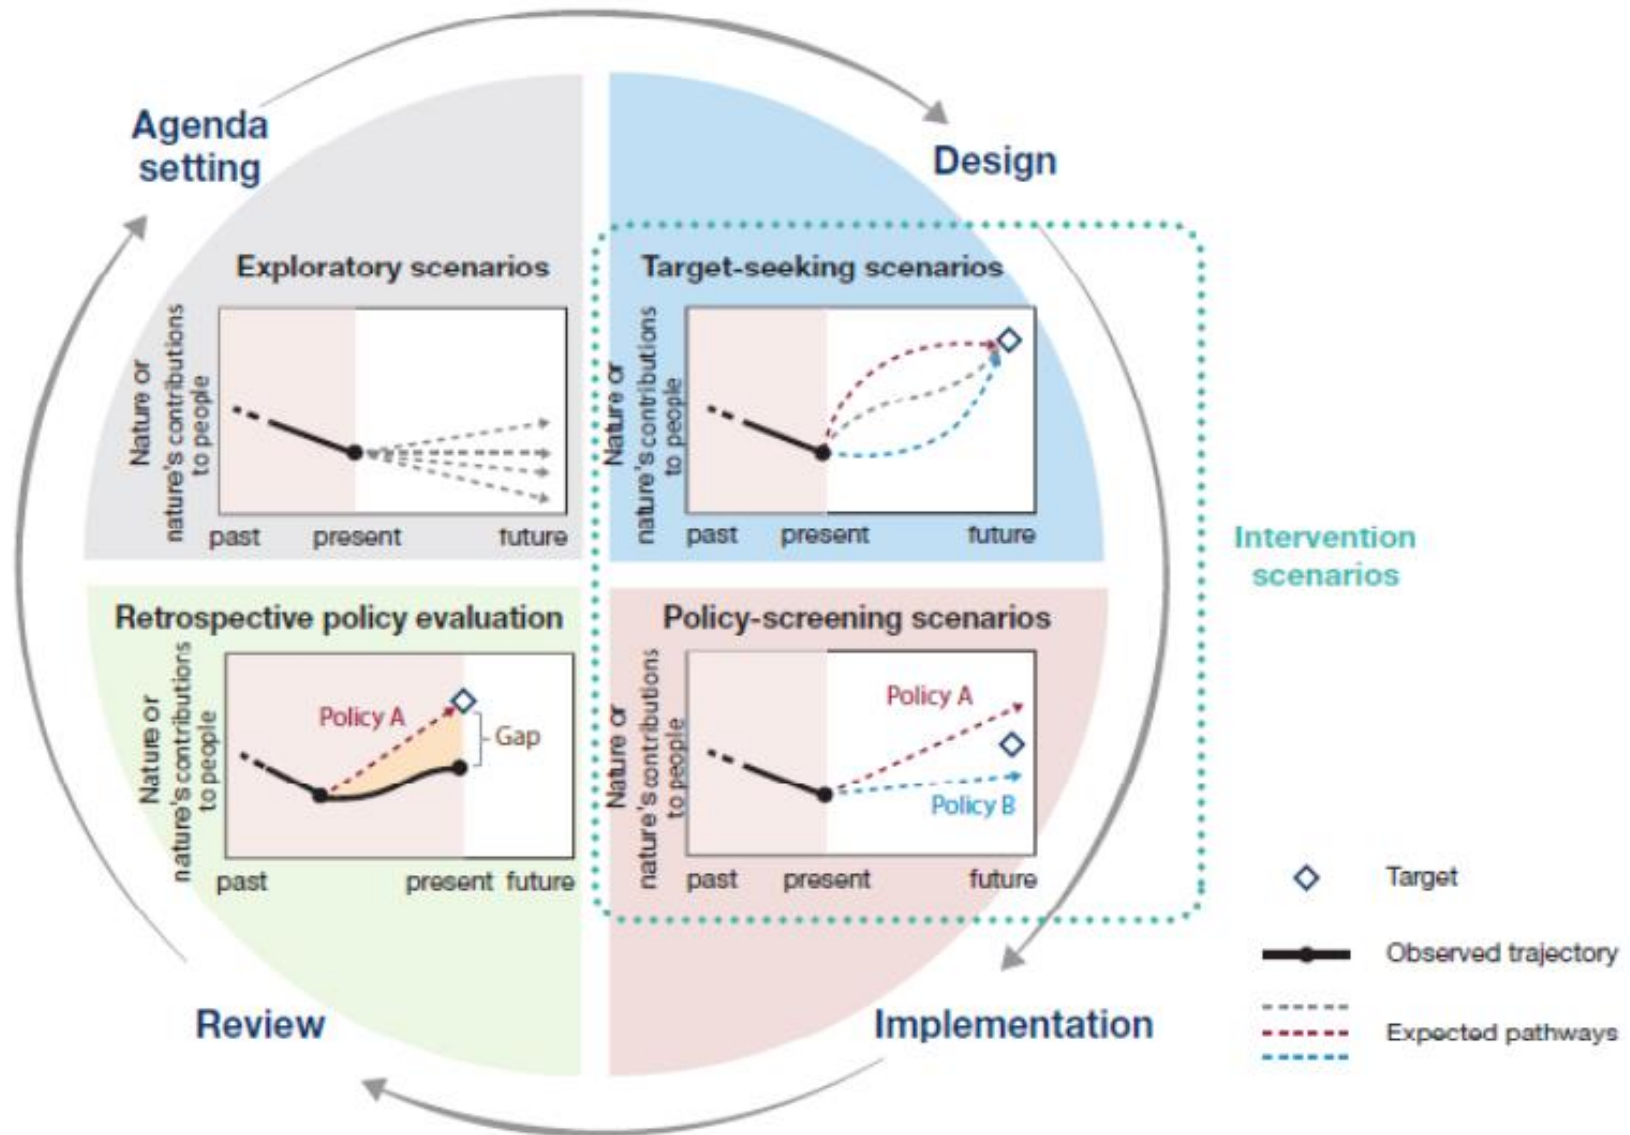 Agenda
setting
Design
Exploratory scenarios
Nature or
nature's contributions
to people
past present future
Target-seeking scenarios
Nature or
nature's contributions
to people
past present future
Intervention
scenarios
Retrospective policy evaluation
Nature or
nature's contributions
to people
Policy A
Gap
past present future
Policy-screening scenarios
Nature or
nature's contributions
to people
Policy A
Policy B
past present future
Review
Implementation
Target
Observed trajectory
Expected pathways